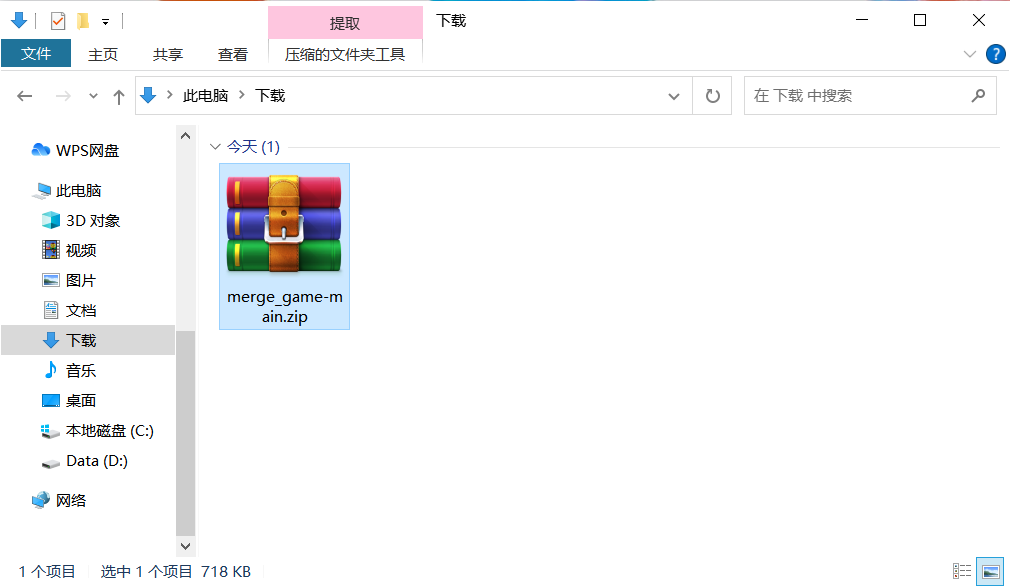 提取
下载
文件
主页
共享
查看
压缩的文件夹工具
此电脑
下载
在 下载 中搜索
WPS网盘
此电脑
3D 对象
视频
图片
文档
下载
音乐
桌面
本地磁盘 (C:)
Data (D:)
网络
今天 (1)
merge_game-m
ain.zip
1 个项目
选中 1 个项目 718 KB